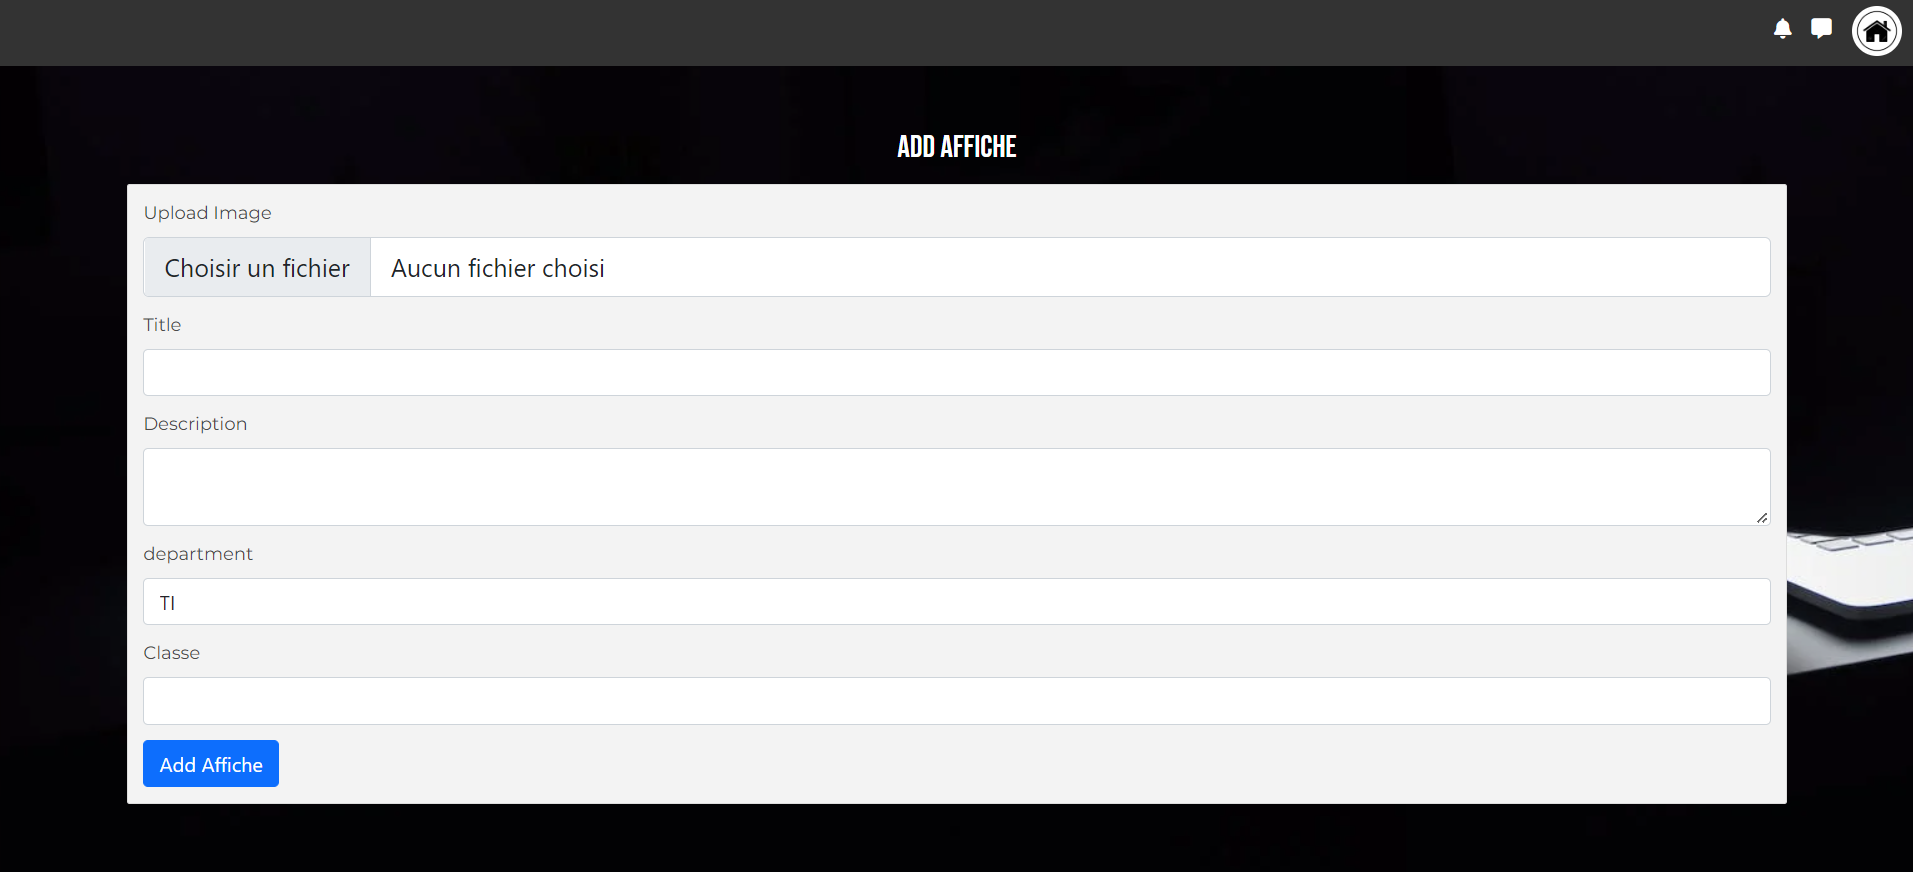 ADD AFFICHE
Upload Image
Choisir un fichier Aucun fichier choisi
Title
Description
department
TI
Classe
Add Affiche